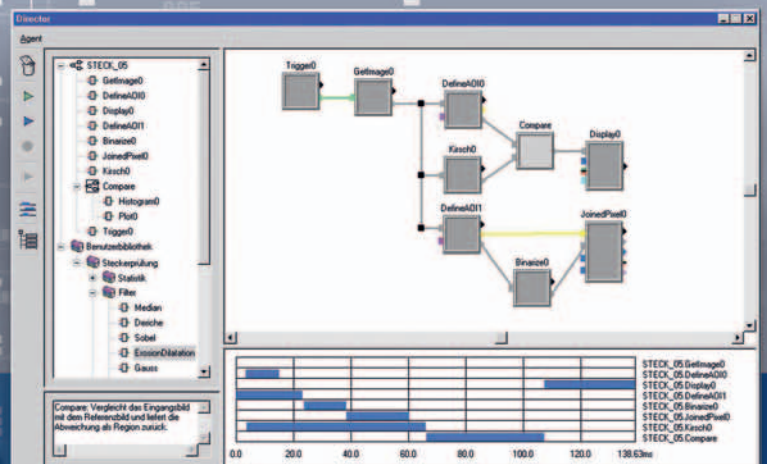 Director
Agent
STECK_05
GetImage0
DefineAOI0
Display0
DefineAOI1
Binarize0
JoinedPixel0
Kirsch0
Compare
Histogram0
Plot0
Trigger0
Benutzerbibliothek
Steckerprüfung
Statistik
Filter
Median
Deriche
Sobel
ErosionDilatation
Gauss
Compare: Vergleicht das Eingangsbild
mit dem Referenzbild und liefert die
Abweichung als Region zurück.
Trigger0
GetImage0
DefineAOI0
Compare
Display0
Kirsch0
DefineAOI1
JoinedPixel0
Binarize0
STECK_05.GetImage0
STECK_05.DefineAOI0
STECK_05.Display0
STECK_05.DefineAOI1
STECK_05.Binarize0
STECK_05.JoinedPixel0
STECK_05.Kirsch0
STECK_05.Compare
0.0 20.0 40.0 60.0 80.0 100.0 120.0 138.63ms